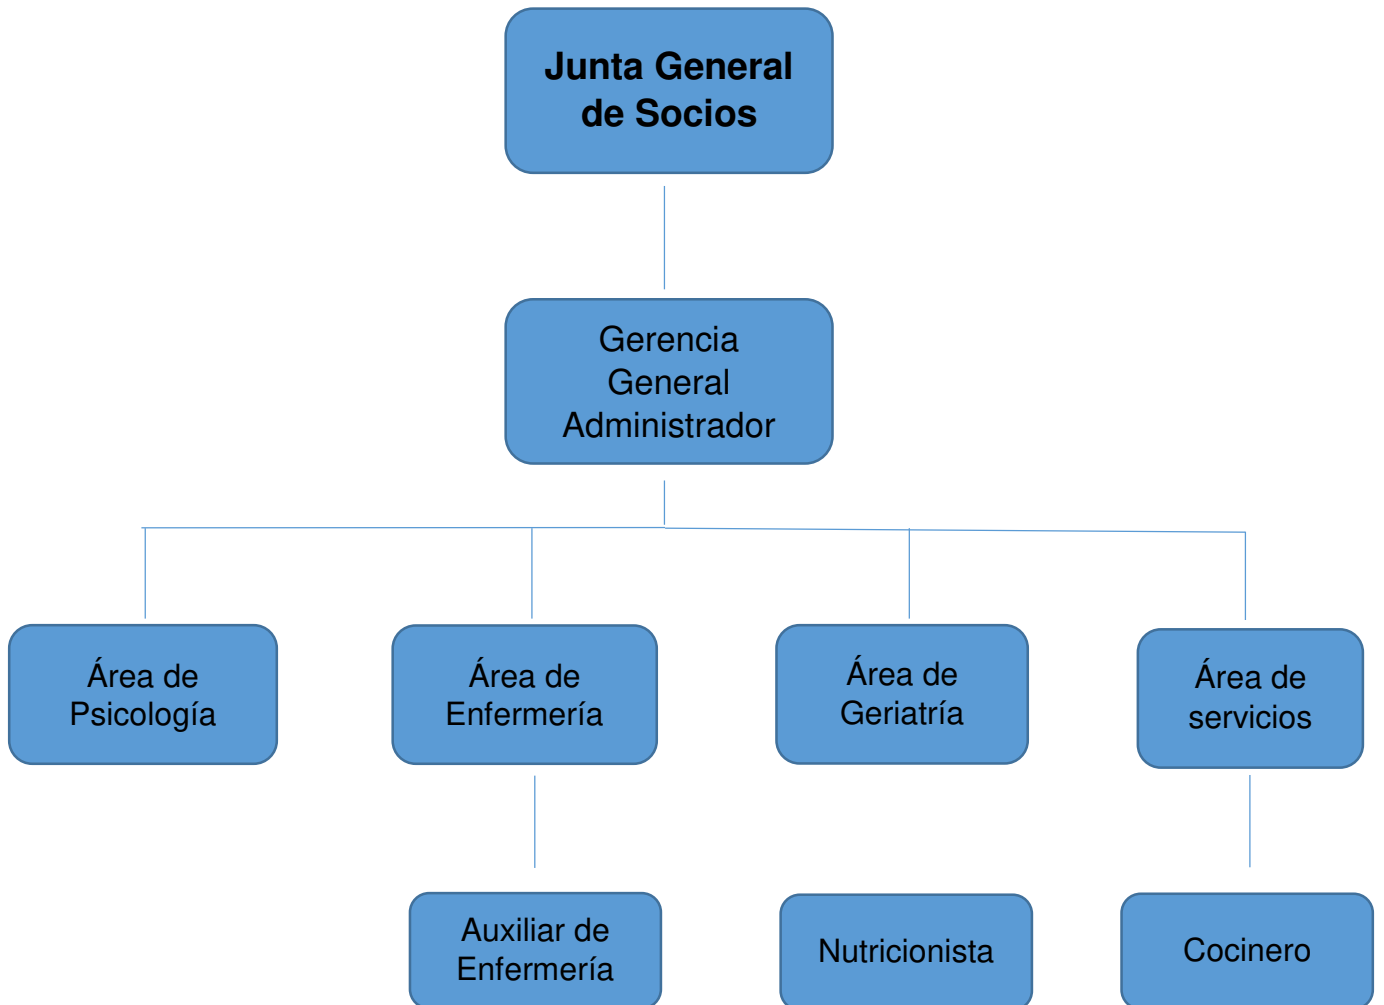 Junta General
de Socios
Gerencia
General
Administrador
Área de
Psicología
Área de
Enfermería
Área de
Geriatría
Área de
servicios
Auxiliar de
Enfermería
Nutricionista
Cocinero